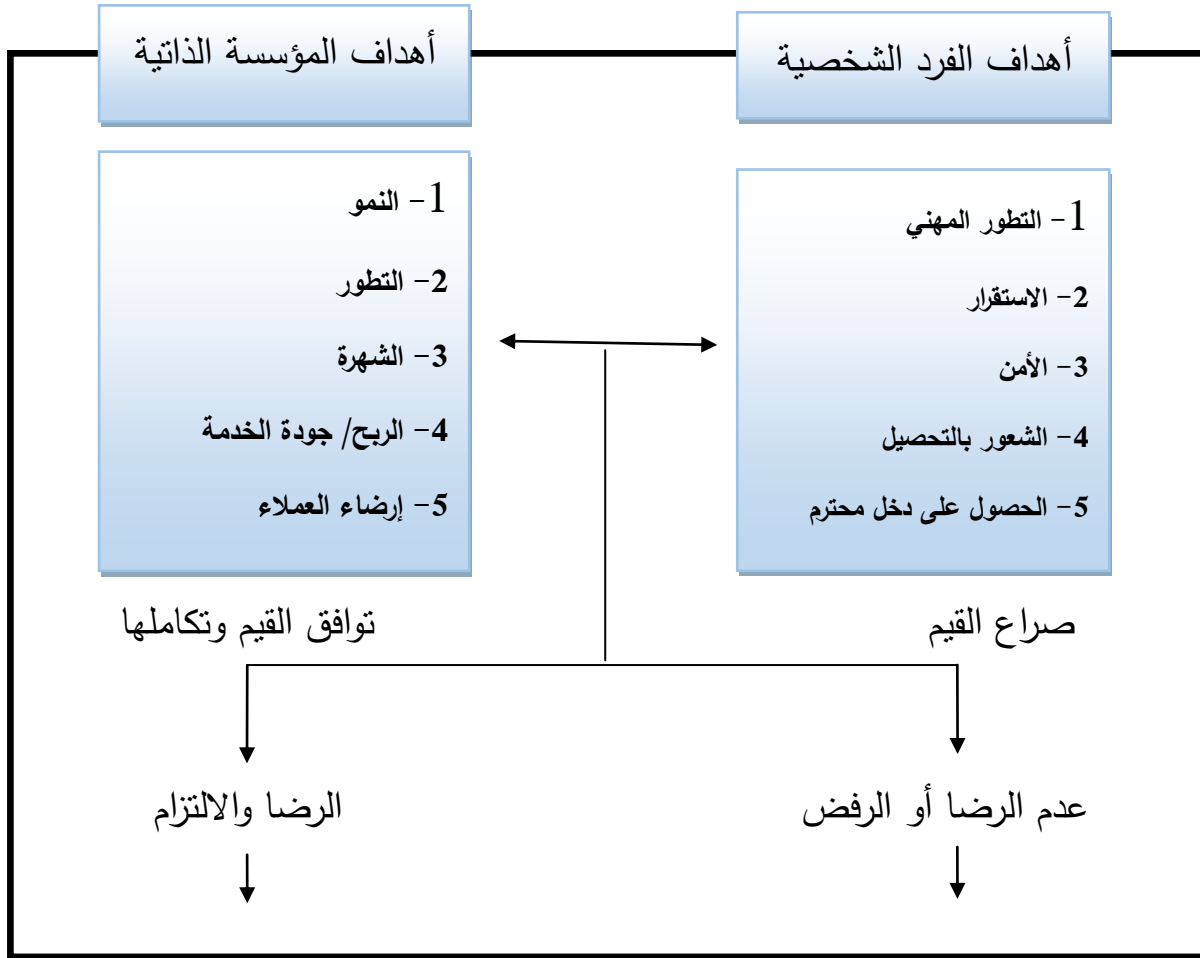 أهداف الفرد الشخصية
1- التطور المهني
2- الاستقرار
3- الأمن
4- الشعور بالتحصيل
5- الحصول على دخل محترم
أهداف المؤسسة الذاتية
1- النمو
2- التطور
3- الشهرة
4- الربح/ جودة الخدمة
5- إرضاء العملاء
صراع القيم
توافق القيم وتكاملها
عدم الرضا أو الرفض
الرضا والالتزام